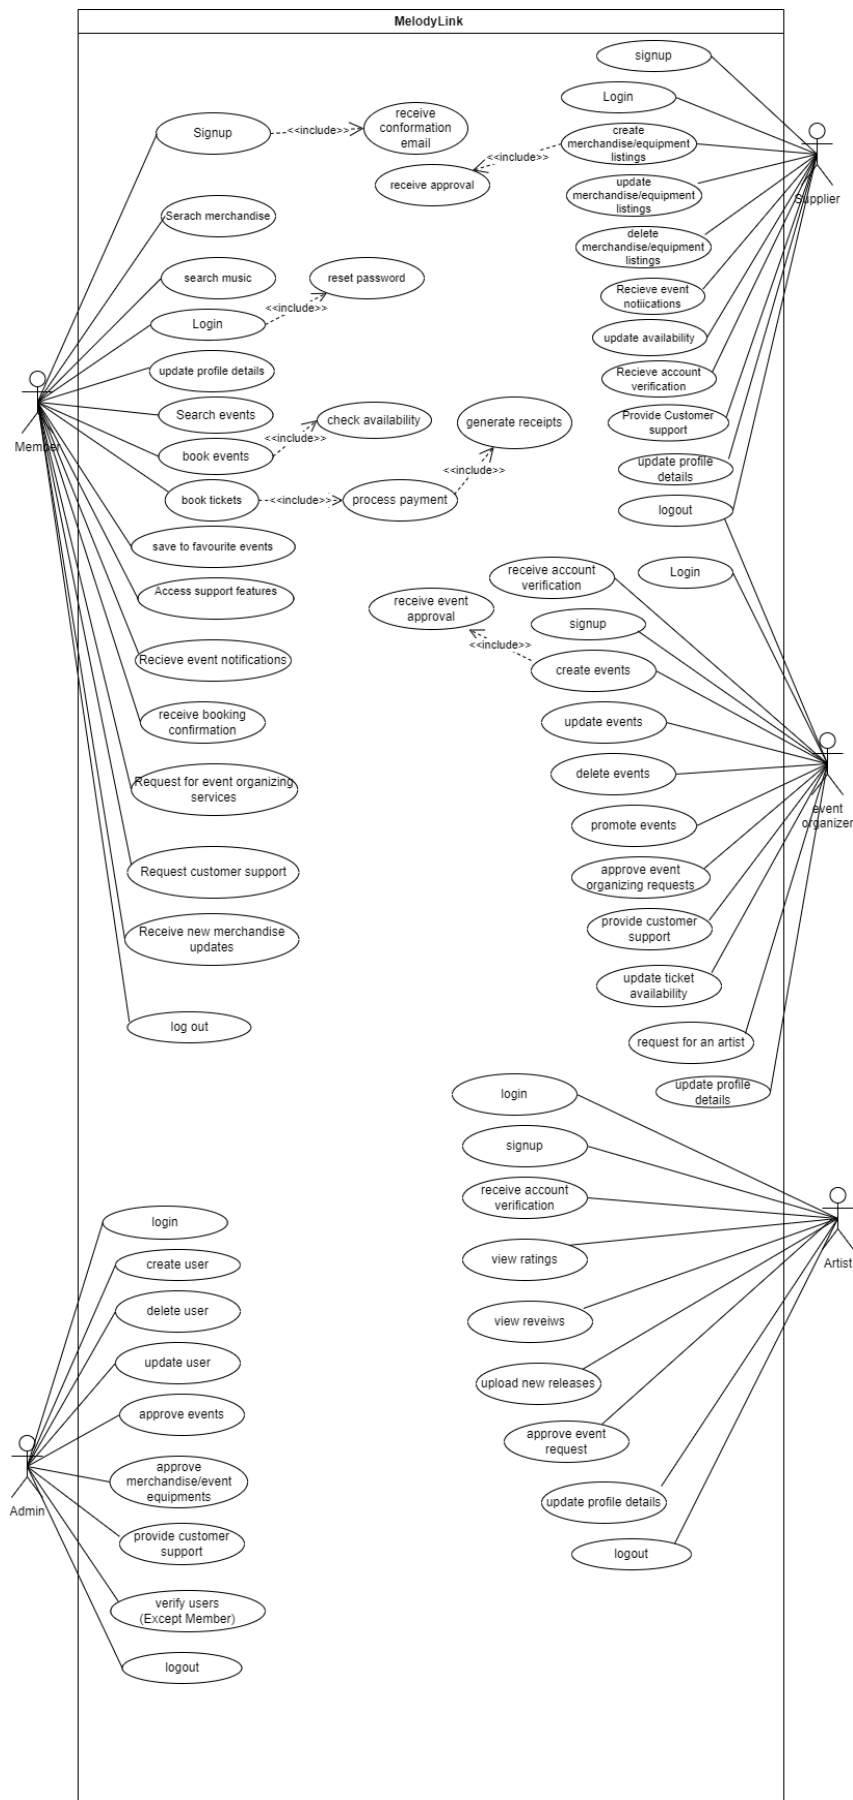 MelodyLink
Signup
<<include>>
receive
conformation
email
Serach merchandise
search music
Login
<<include>>
reset password
update profile details
Search events
book events
<<include>>
check availability
book tickets
<<include>>
process payment
<<include>>
generate receipts
save to favourite events
Access support features
Recieve event notifications
receive booking
confirmation
Request for event organizing
services
Request customer support
Receive new merchandise
updates
log out
Member
signup
Login
create
merchandise/equipment
listings
<<include>>
receive approval
update
merchandise/equipment
listings
delete
merchandise/equipment
listings
Recieve event
notiications
update availability
Recieve account
verification
Provide Customer
support
update profile
details
logout
Supplier
Login
receive account
verification
signup
create events
<<include>>
receive event
approval
update events
delete events
promote events
approve event
organizing requests
provide customer
support
update ticket
availability
request for an artist
update profile
details
event
organizer
login
signup
receive account
verification
view ratings
view reveiws
upload new releases
approve event
request
update profile details
logout
Artist
login
create user
delete user
update user
approve events
approve
merchandise/event
equipments
provide customer
support
verify users
(Except Member)
logout
Admin